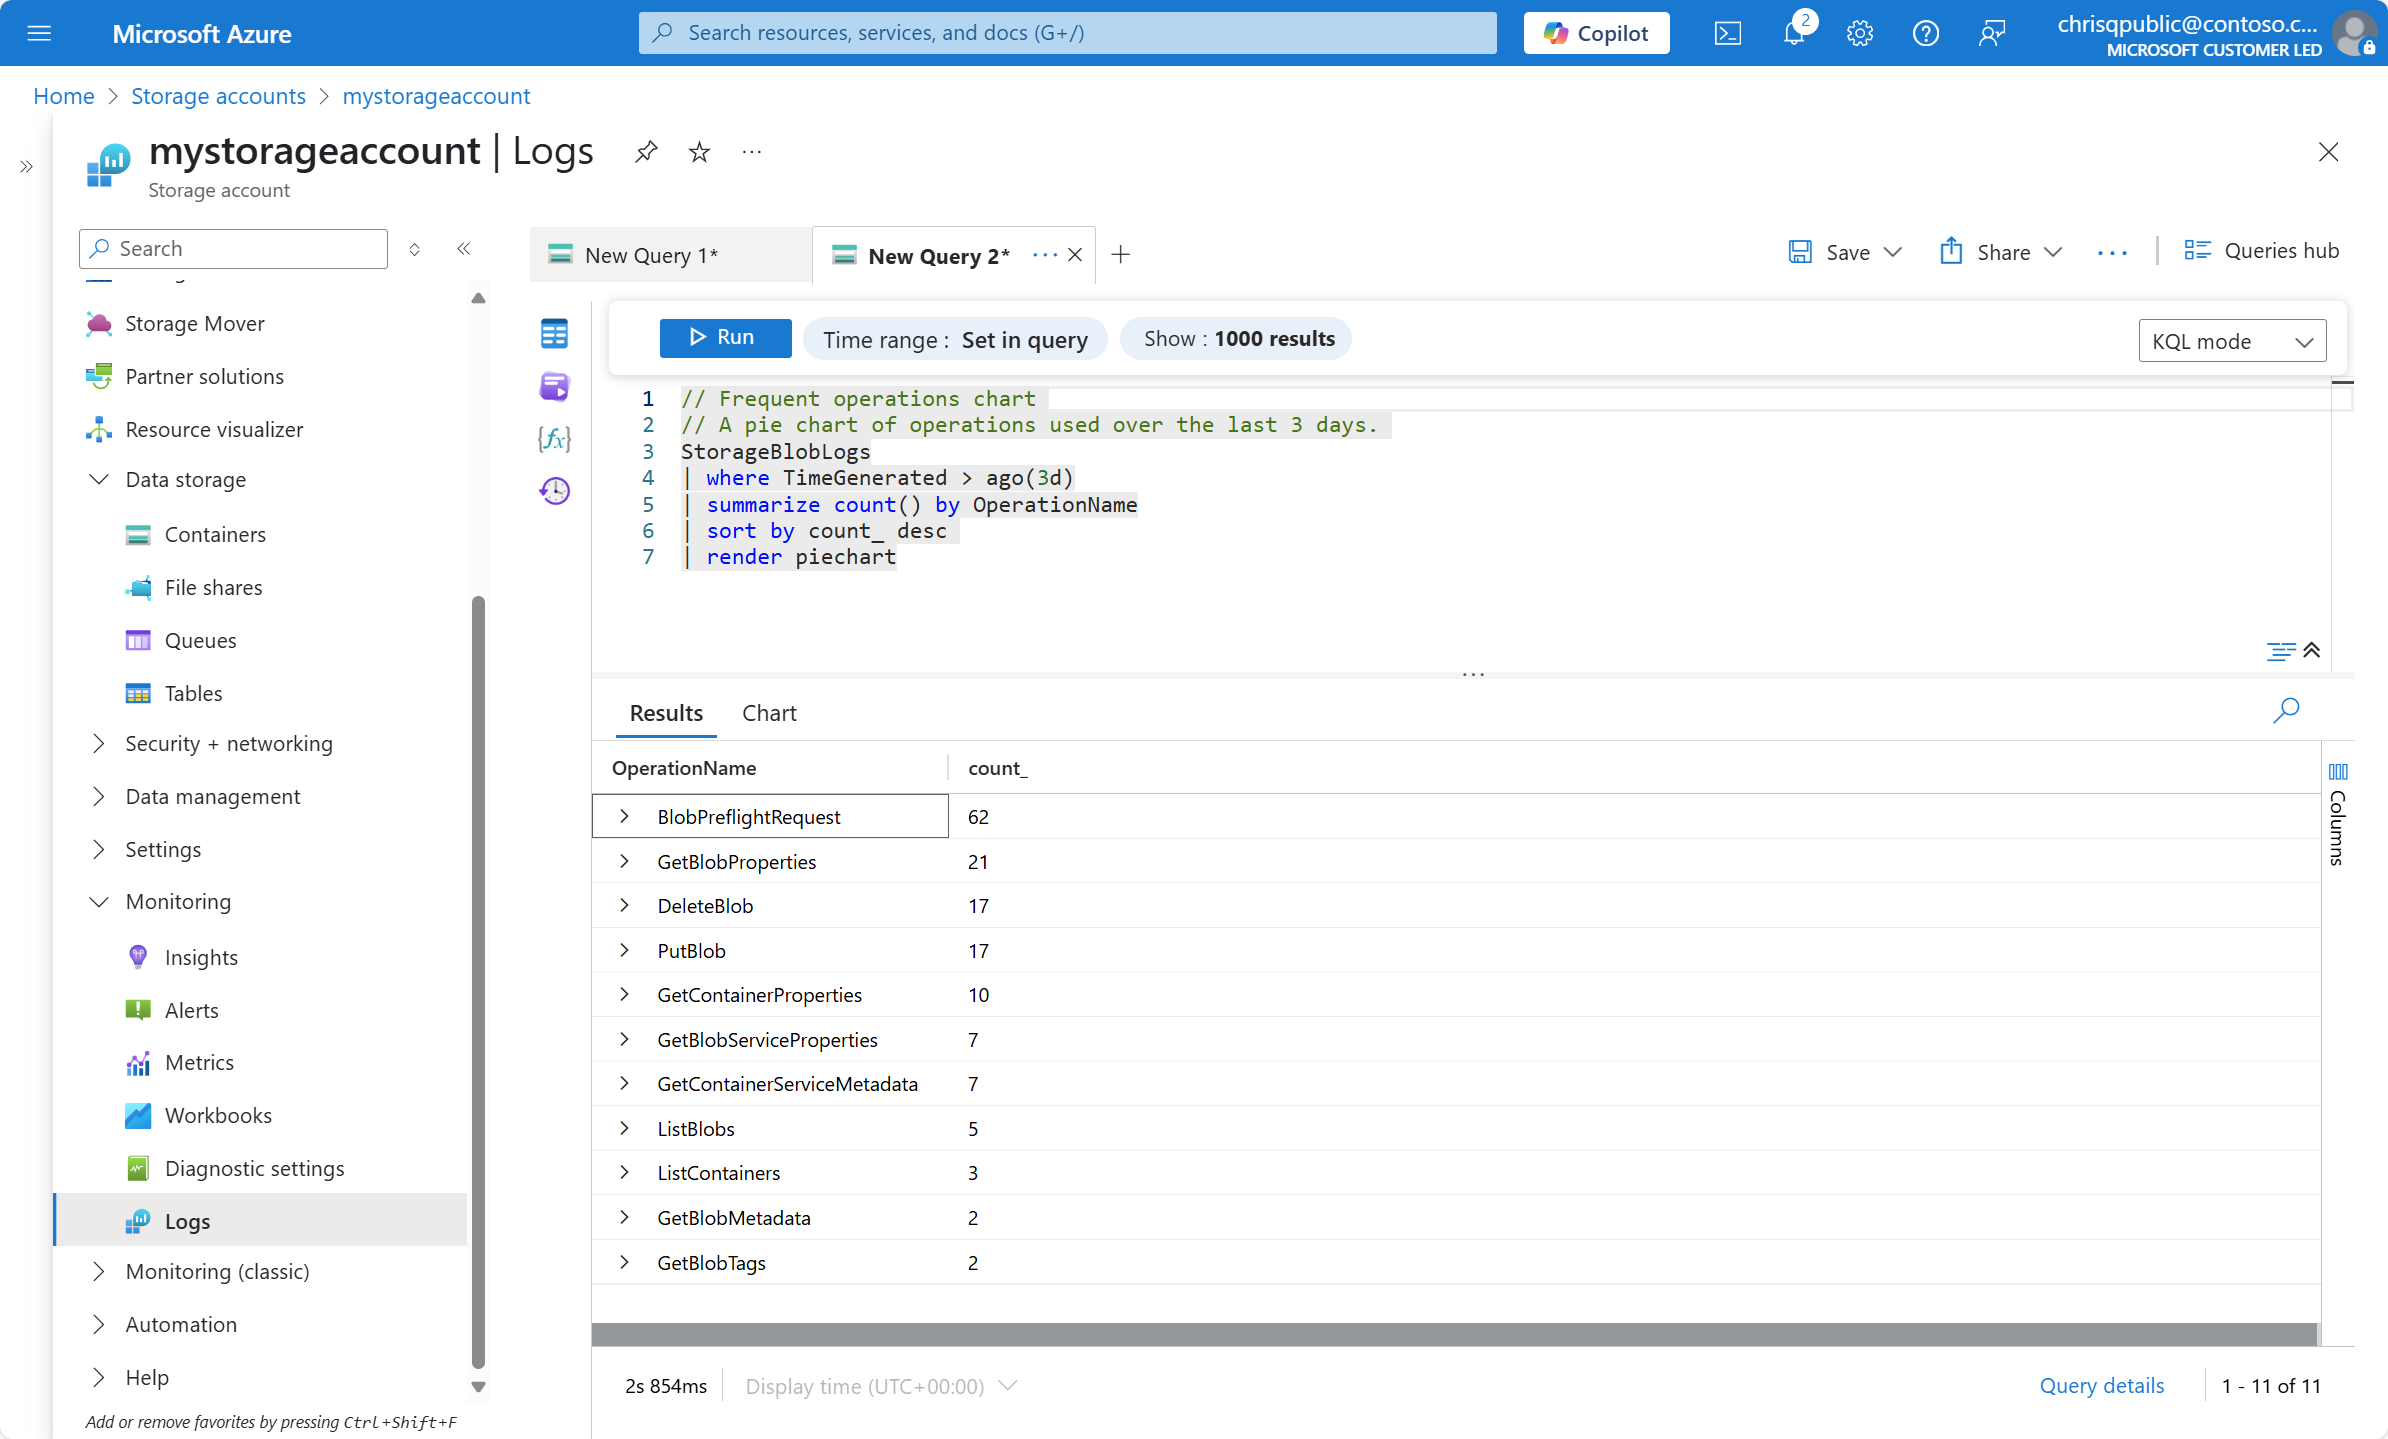 Microsoft Azure
Search resources, services, and docs (G+/)
Copilot
2
chrisqpublic@contoso.c...
MICROSOFT CUSTOMER LED
Home > Storage accounts > mystorageaccount
mystorageaccount | Logs
Storage account
Search
Storage Mover
Partner solutions
Resource visualizer
Data storage
Containers
File shares
Queues
Tables
Security + networking
Data management
Settings
Monitoring
Insights
Alerts
Metrics
Workbooks
Diagnostic settings
Logs
Monitoring (classic)
Automation
Help
Add or remove favorites by pressing Ctrl+Shift+F
New Query 1*
New Query 2*
Save
Share
Queries hub
Run
Time range : Set in query
Show : 1000 results
KQL mode
1 // Frequent operations chart
2 // A pie chart of operations used over the last 3 days.
3 StorageBlobLogs
4 | where TimeGenerated > ago(3d)
5 | summarize count() by OperationName
6 | sort by count_ desc
7 | render piechart
Results Chart
OperationName count_
BlobPreflightRequest 62
GetBlobProperties 21
DeleteBlob 17
PutBlob 17
GetContainerProperties 10
GetBlobServiceProperties 7
GetContainerServiceMetadata 7
ListBlobs 5
ListContainers 3
GetBlobMetadata 2
GetBlobTags 2
Columns
2s 854ms
Display time (UTC+00:00)
Query details
1 - 11 of 11